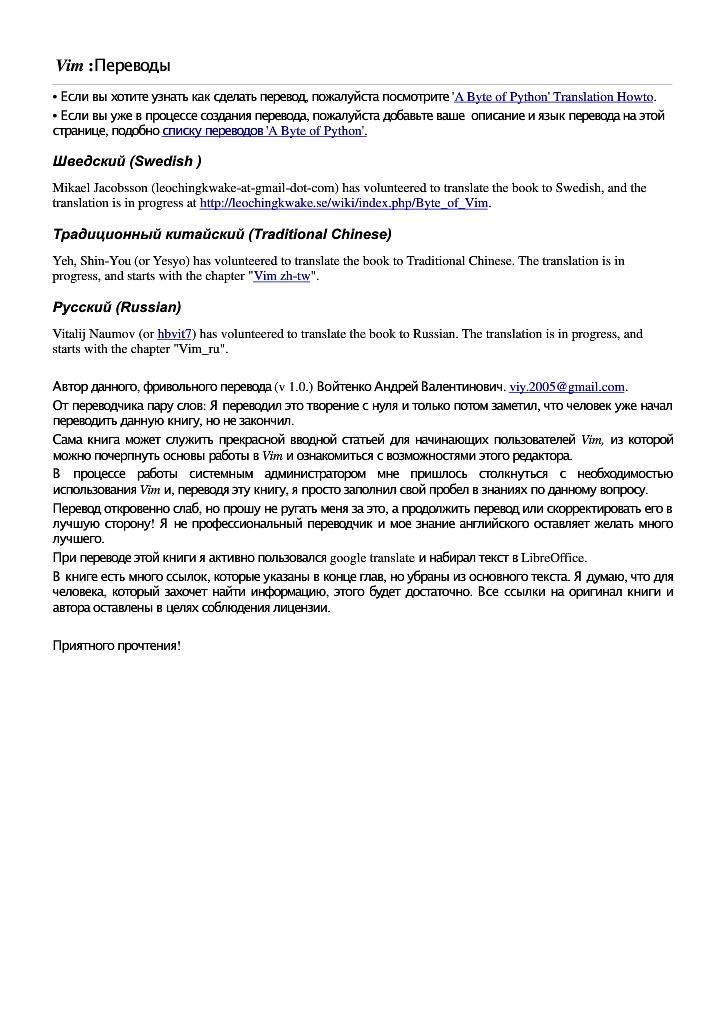 Vim :Переводы
• Если вы хотите узнать как сделать перевод, пожалуйста посмотрите 'A Byte of Python' Translation Howto.
• Если вы уже в процессе создания перевода, пожалуйста добавьте ваше описание и язык перевода на этой
странице, подобно списку переводов 'A Byte of Python'.
Шведский (Swedish )
Mikael Jacobsson (leochingkwake-at-gmail-dot-com) has volunteered to translate the book to Swedish, and the
translation is in progress at http://leochingkwake.se/wiki/index.php/Byte_of_Vim.
Традиционный китайский (Traditional Chinese)
Yeh, Shin-You (or Yesyo) has volunteered to translate the book to Traditional Chinese. The translation is in
progress, and starts with the chapter "Vim zh-tw".
Русский (Russian)
Vitalij Naumov (or hbvit7) has volunteered to translate the book to Russian. The translation is in progress, and
starts with the chapter "Vim_ru".
Автор данного, фривольного перевода (v 1.0.) Войтенко Андрей Валентинович. viy.2005@gmail.com.
От переводчика пару слов: Я переводил это творение с нуля и только потом заметил, что человек уже начал
переводить данную книгу, но не закончил.
Сама книга может служить прекрасной вводной статьей для начинающих пользователей Vim, из которой
можно почерпнуть основы работы в Vim и ознакомиться с возможностями этого редактора.
В процессе работы системным администратором мне пришлось столкнуться с необходимостью
использования Vim и, переводя эту книгу, я просто заполнил свой пробел в знаниях по данному вопросу.
Перевод откровенно слаб, но прошу не ругать меня за это, а продолжить перевод или скорректировать его в
лучшую сторону! Я не профессиональный переводчик и мое знание английского оставляет желать много
лучшего.
При переводе этой книги я активно пользовался google translate и набирал текст в LibreOffice.
В книге есть много ссылок, которые указаны в конце глав, но убраны из основного текста. Я думаю, что для
человека, который захочет найти информацию, этого будет достаточно. Все ссылки на оригинал книги и
автора оставлены в целях соблюдения лицензии.
Приятного прочтения!